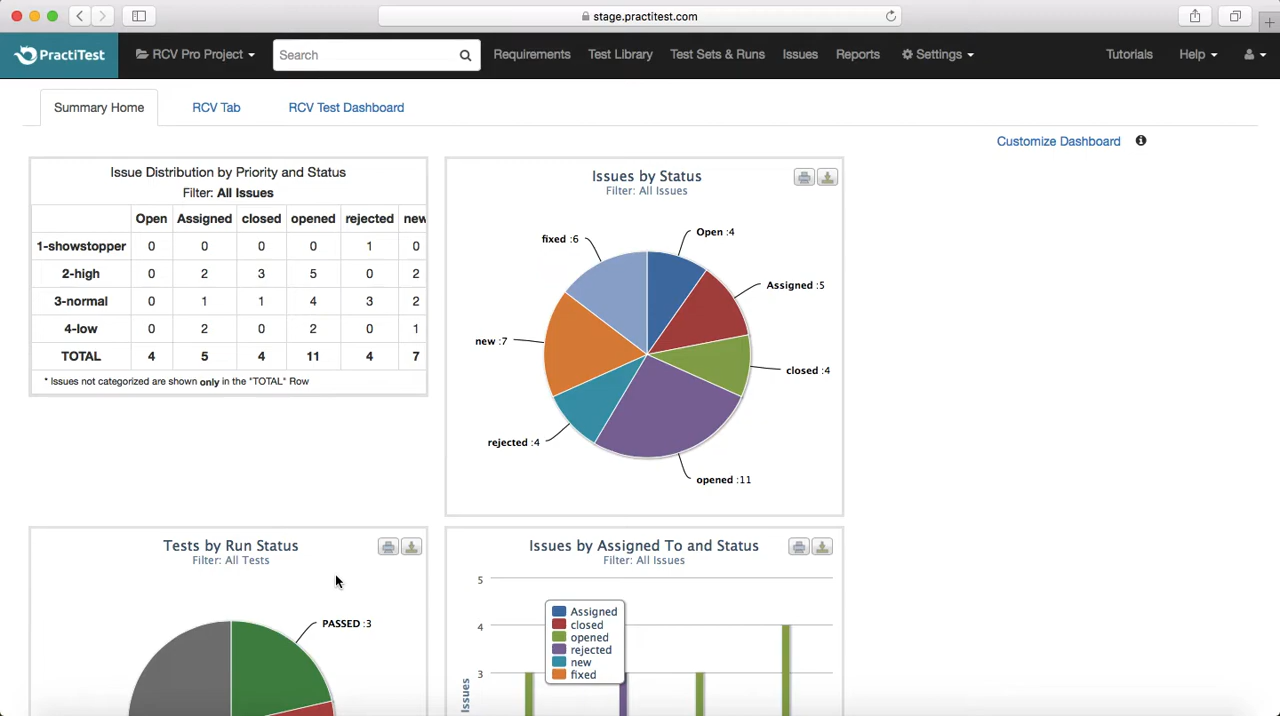 stage.practitest.com
PractiTest
RCV Pro Project
Search
Requirements
Test Library
Test Sets & Runs
Issues
Reports
Settings
Tutorials
Help
Summary Home
RCV Tab
RCV Test Dashboard
Customize Dashboard
Issue Distribution by Priority and Status
Filter: All Issues
Open Assigned closed opened rejected new
1-showstopper 0 0 0 0 1 0
2-high 0 2 3 5 0 2
3-normal 0 1 1 4 3 2
4-low 0 2 0 2 0 1
TOTAL 4 5 4 11 4 7
* Issues not categorized are shown only in the "TOTAL" Row
Issues by Status
Filter: All Issues
Open :4
fixed :6
Assigned :5
new :7
closed :4
rejected :4
opened :11
Tests by Run Status
Filter: All Tests
PASSED :3
Issues by Assigned To and Status
Filter: All Issues
5
4
3
Issues
Assigned
closed
opened
rejected
new
fixed